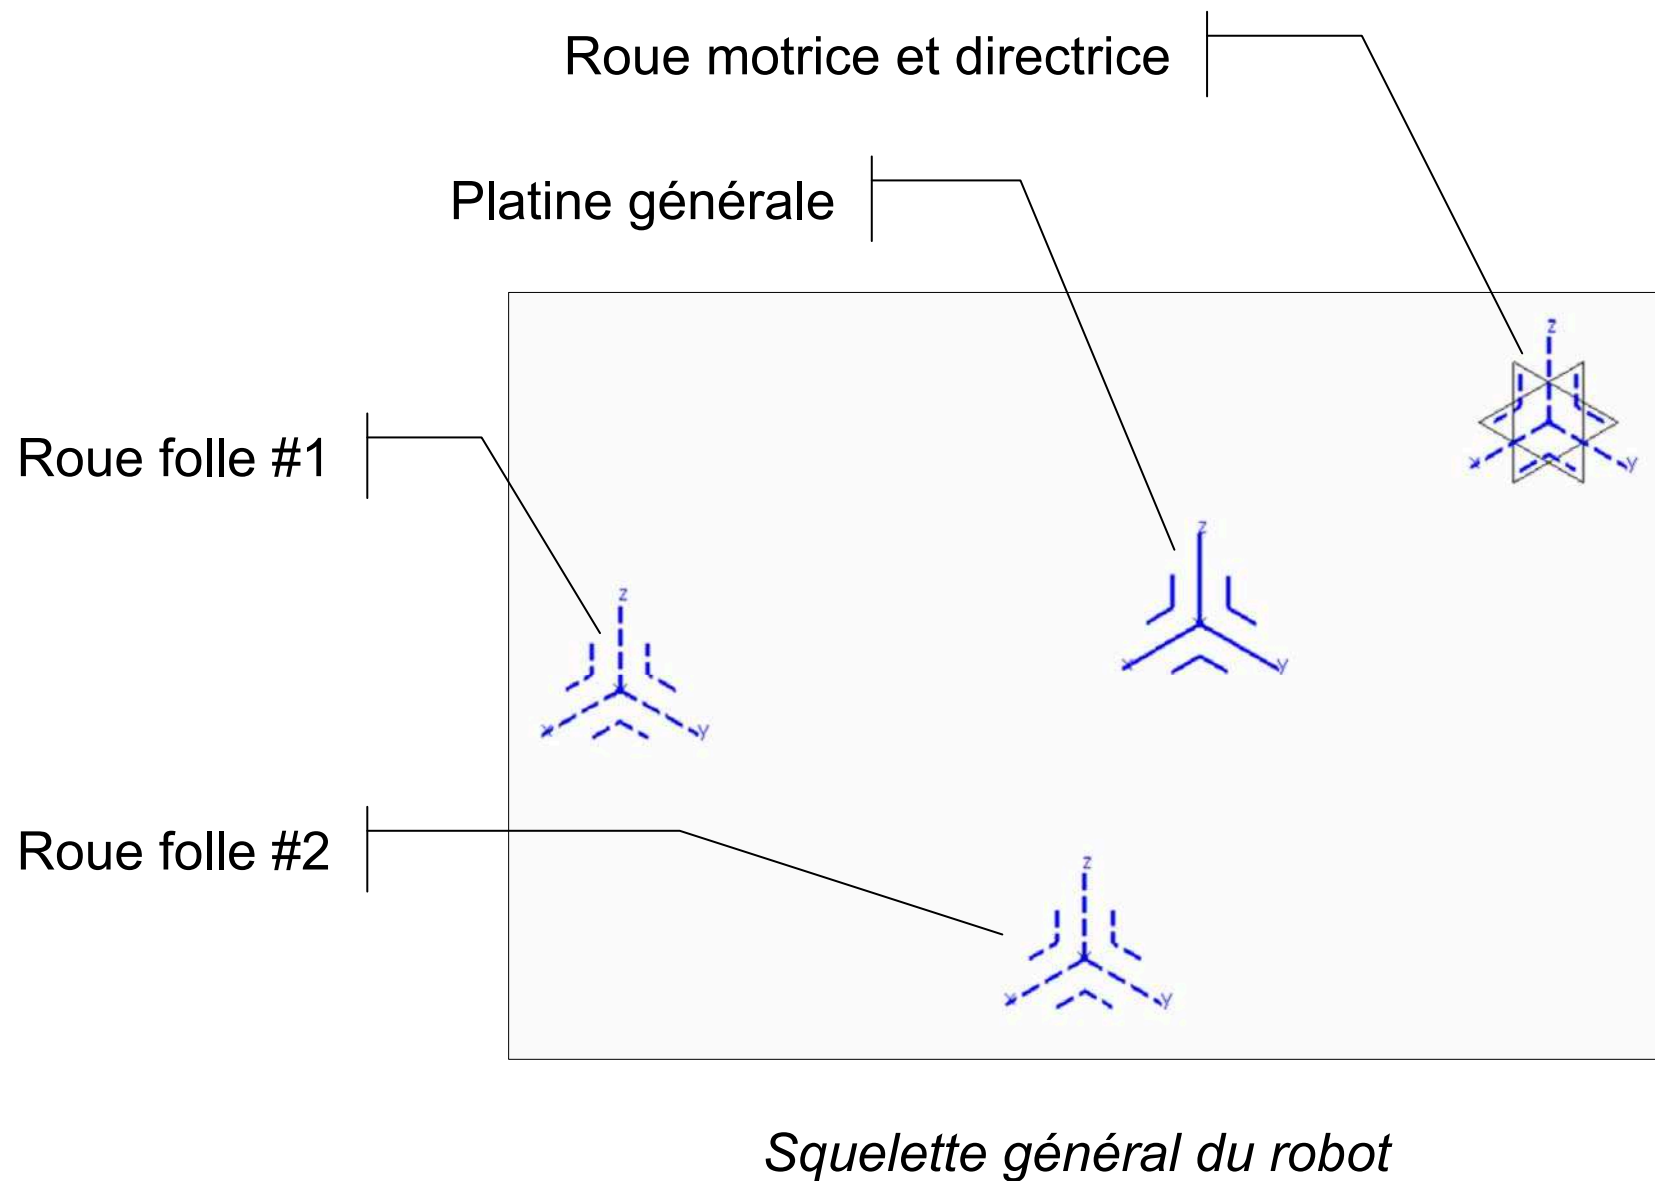 Roue motrice et directrice
Platine générale
Roue folle #1
Roue folle #2
z
x
y
z
x
y
z
x
y
z
x
y
Squelette général du robot